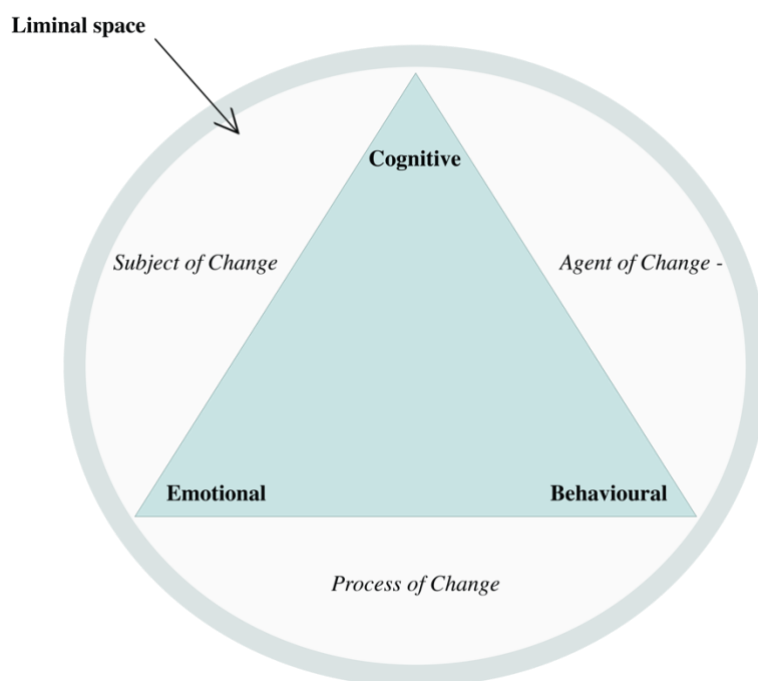 Liminal space
Cognitive
Subject of Change
Agent of Change -
Emotional
Behavioural
Process of Change